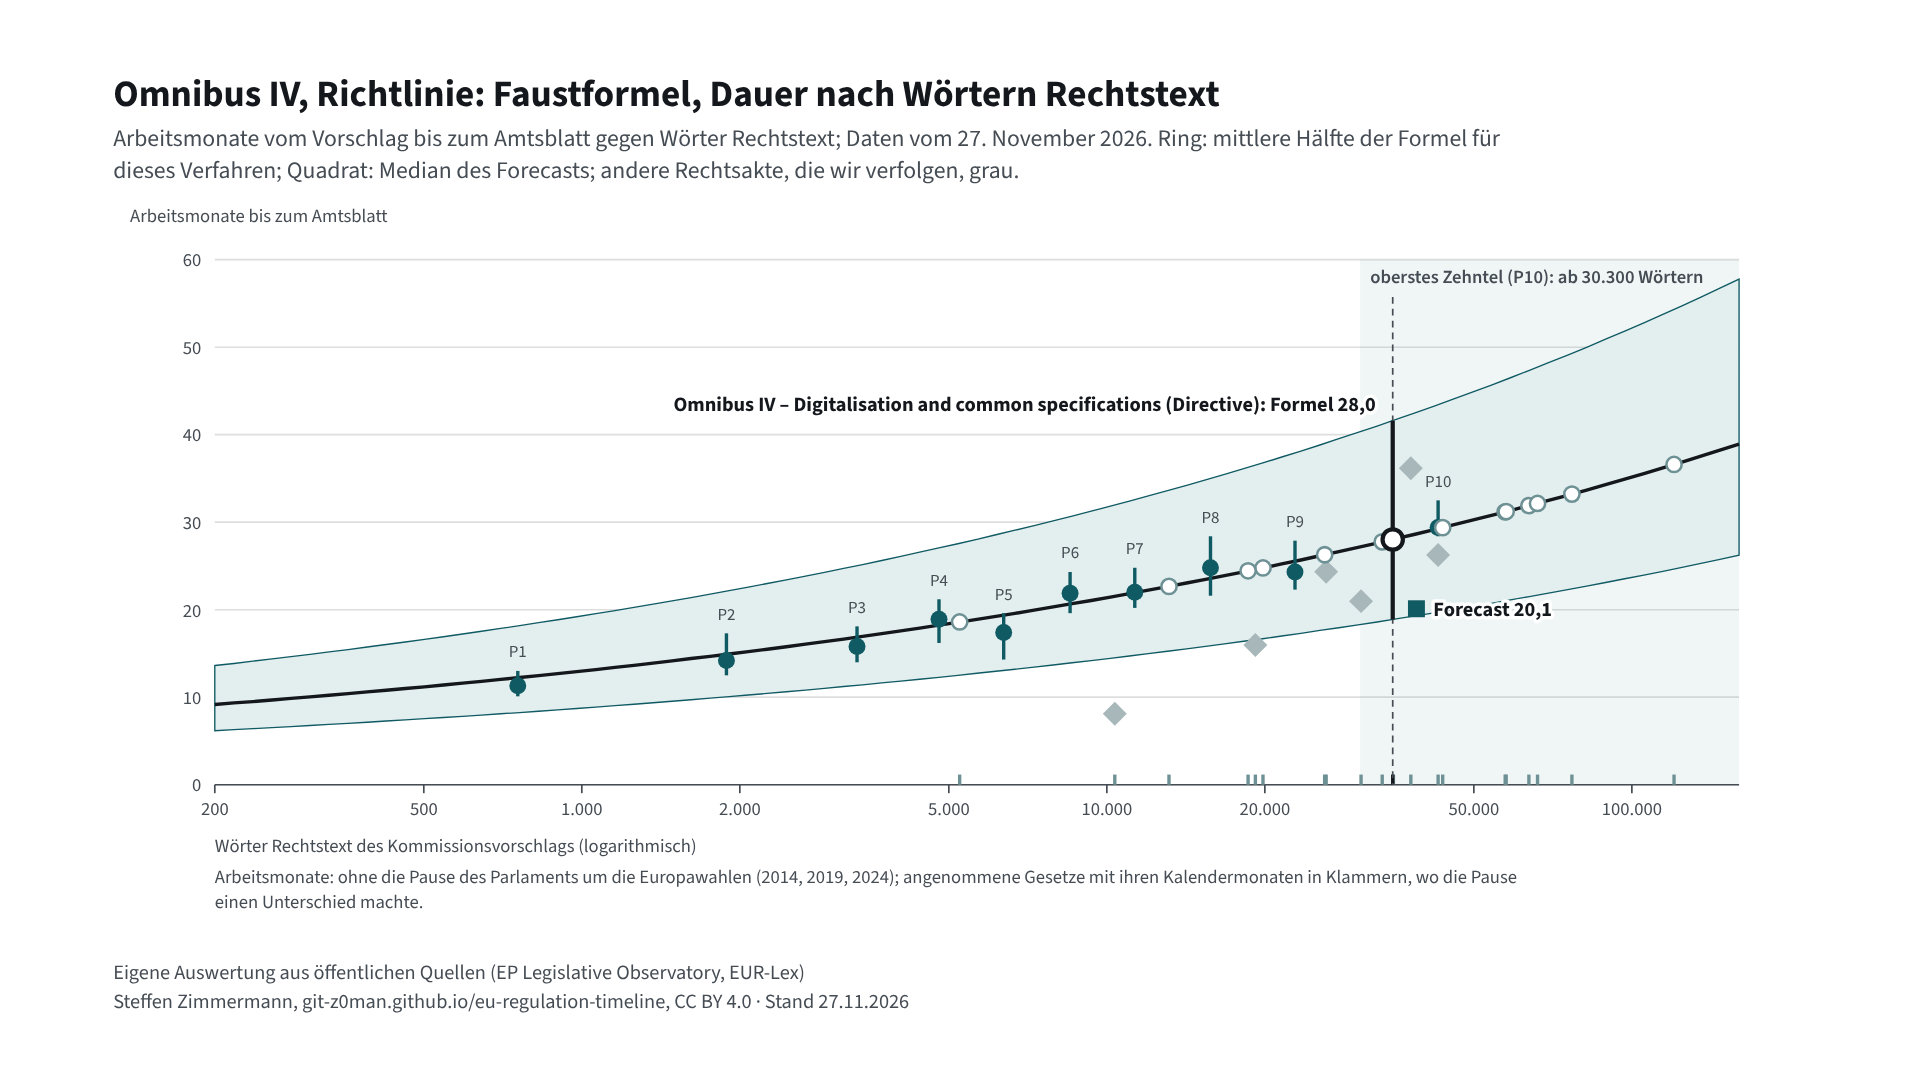 Omnibus IV, Richtlinie: Faustformel, Dauer nach Wörtern Rechtstext
Arbeitsmonate vom Vorschlag bis zum Amtsblatt gegen Wörter Rechtstext; Daten vom 27. November 2026. Ring: mittlere Hälfte der Formel für
dieses Verfahren; Quadrat: Median des Forecasts; andere Rechtsakte, die wir verfolgen, grau.
Arbeitsmonate bis zum Amtsblatt
60
oberstes Zehntel (P10): ab 30.300 Wörtern
50
Omnibus IV – Digitalisation and common specifications (Directive): Formel 28,0
40
P10
P8
P9
30
P7
P6
P4
P5
P3
P2
20
Forecast 20,1
P1
10
0
200 500 1.000 2.000 5.000 10.000 20.000 50.000 100.000
Wörter Rechtstext des Kommissionsvorschlags (logarithmisch)
Arbeitsmonate: ohne die Pause des Parlaments um die Europawahlen (2014, 2019, 2024); angenommene Gesetze mit ihren Kalendermonaten in Klammern, wo die Pause
einen Unterschied machte.
Eigene Auswertung aus öffentlichen Quellen (EP Legislative Observatory, EUR-Lex)
Steffen Zimmermann, git-z0man.github.io/eu-regulation-timeline, CC BY 4.0 · Stand 27.11.2026